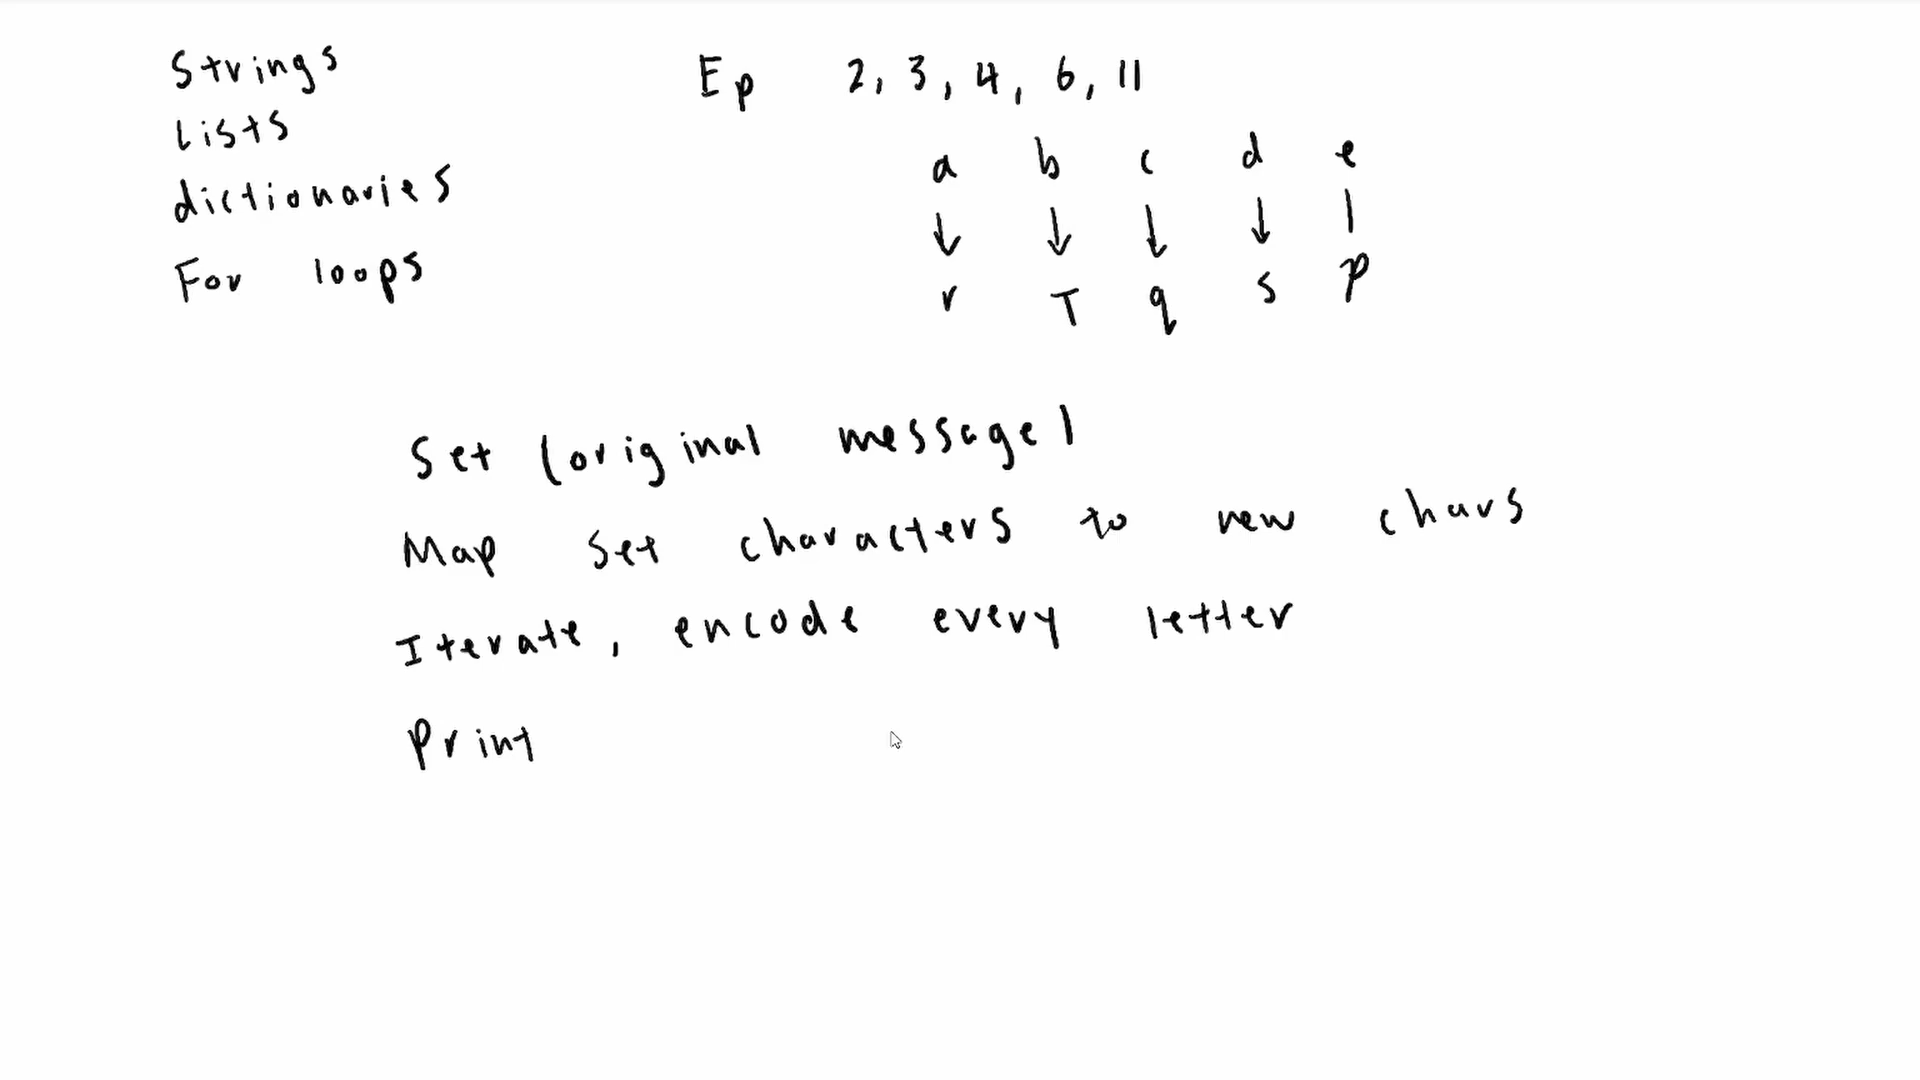 Strings
Lists
dictionaries
For loops
Ep 2, 3, 4, 6, 11
a b c d e
r T q s p
Set (original message)
Map set characters to new chars
Iterate, encode every letter
Print